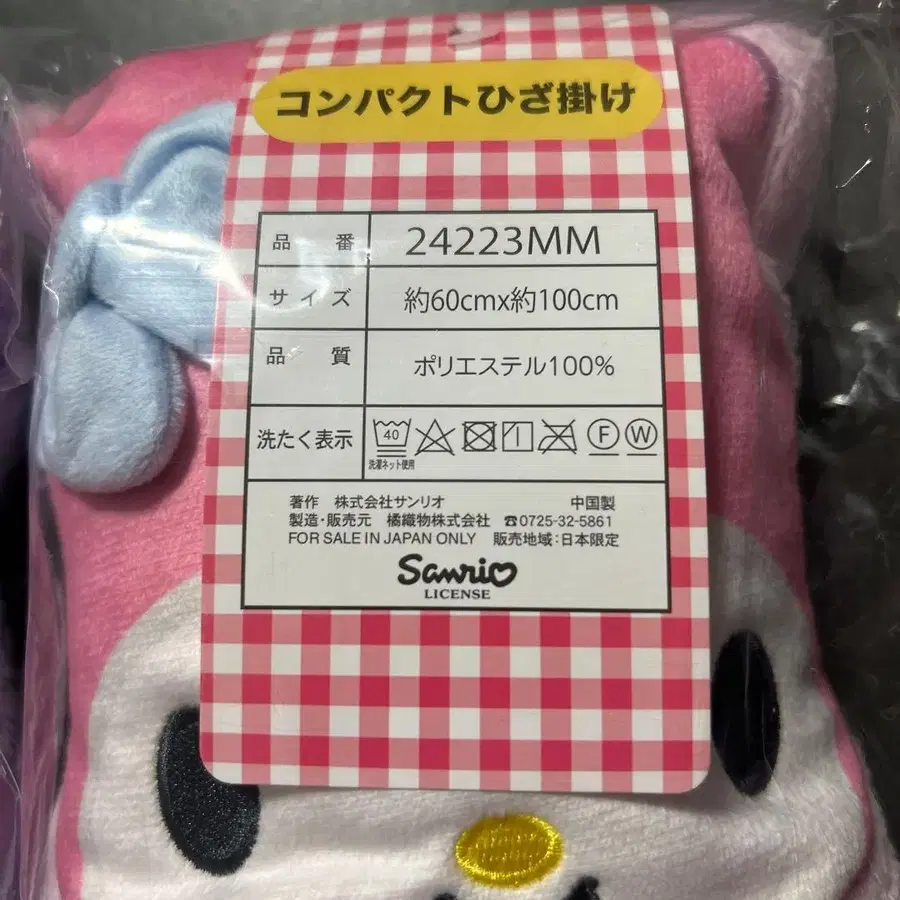 コンパクトひざ掛け
品番 24223MM
サイズ 約60cmx約100cm
品質 ポリエステル100%
洗たく表示 40 F W
洗濯ネット使用
著作 株式会社サンリオ 中国製
製造・販売元 橘織物株式会社 ☎0725-32-5861
FOR SALE IN JAPAN ONLY 販売地域:日本限定
Sanrio
LICENSE